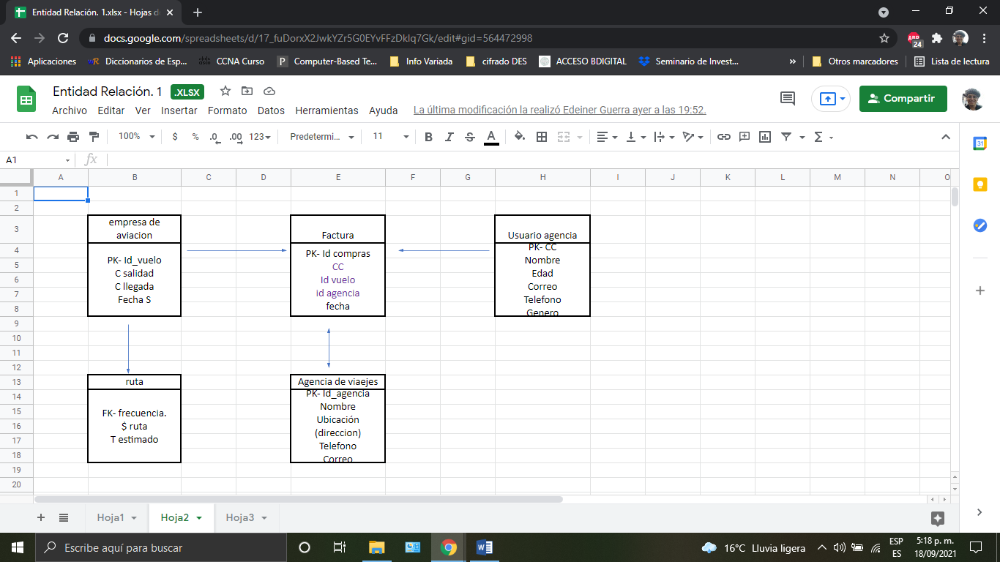 Entidad Relación. 1.xlsx - Hojas d
docs.google.com/spreadsheets/d/17_fuDorxX2JwkYZr5G0EYvFFzDkIq7Gk/edit#gid=564472998
ABP
24
Aplicaciones
Diccionarios de Esp...
CCNA Curso
Computer-Based Te...
Info Variada
cifrado DES
ACCESO BDIGITAL
Seminario de Invest...
»
Otros marcadores
Lista de lectura
Entidad Relación. 1 .XLSX
Compartir
Archivo Editar Ver Insertar Formato Datos Herramientas Ayuda La última modificación la realizó Edeiner Guerra ayer a las 19:52.
100% $ % .0 .00 123 Predetermi... 11 B I S A Σ
31
A1 fx
A B C D E F G H I J K L M N O
1
2
3
4
5
6
7
8
9
10
11
12
13
14
15
16
17
18
19
20
empresa de
aviacion
PK- Id_vuelo
C salidad
C llegada
Fecha S
Factura
PK- Id compras
CC
Id vuelo
id agencia
fecha
Usuario agencia
PK- CC
Nombre
Edad
Correo
Telefono
Genero
ruta
FK- frecuencia.
$ ruta
T estimado
Agencia de viaejes
PK- Id_agencia
Nombre
Ubicación
(direccion)
Telefono
Correo
Hoja1 Hoja2 Hoja3
Escribe aquí para buscar
16°C Lluvia ligera
ESP
ES
5:18 p. m.
18/09/2021